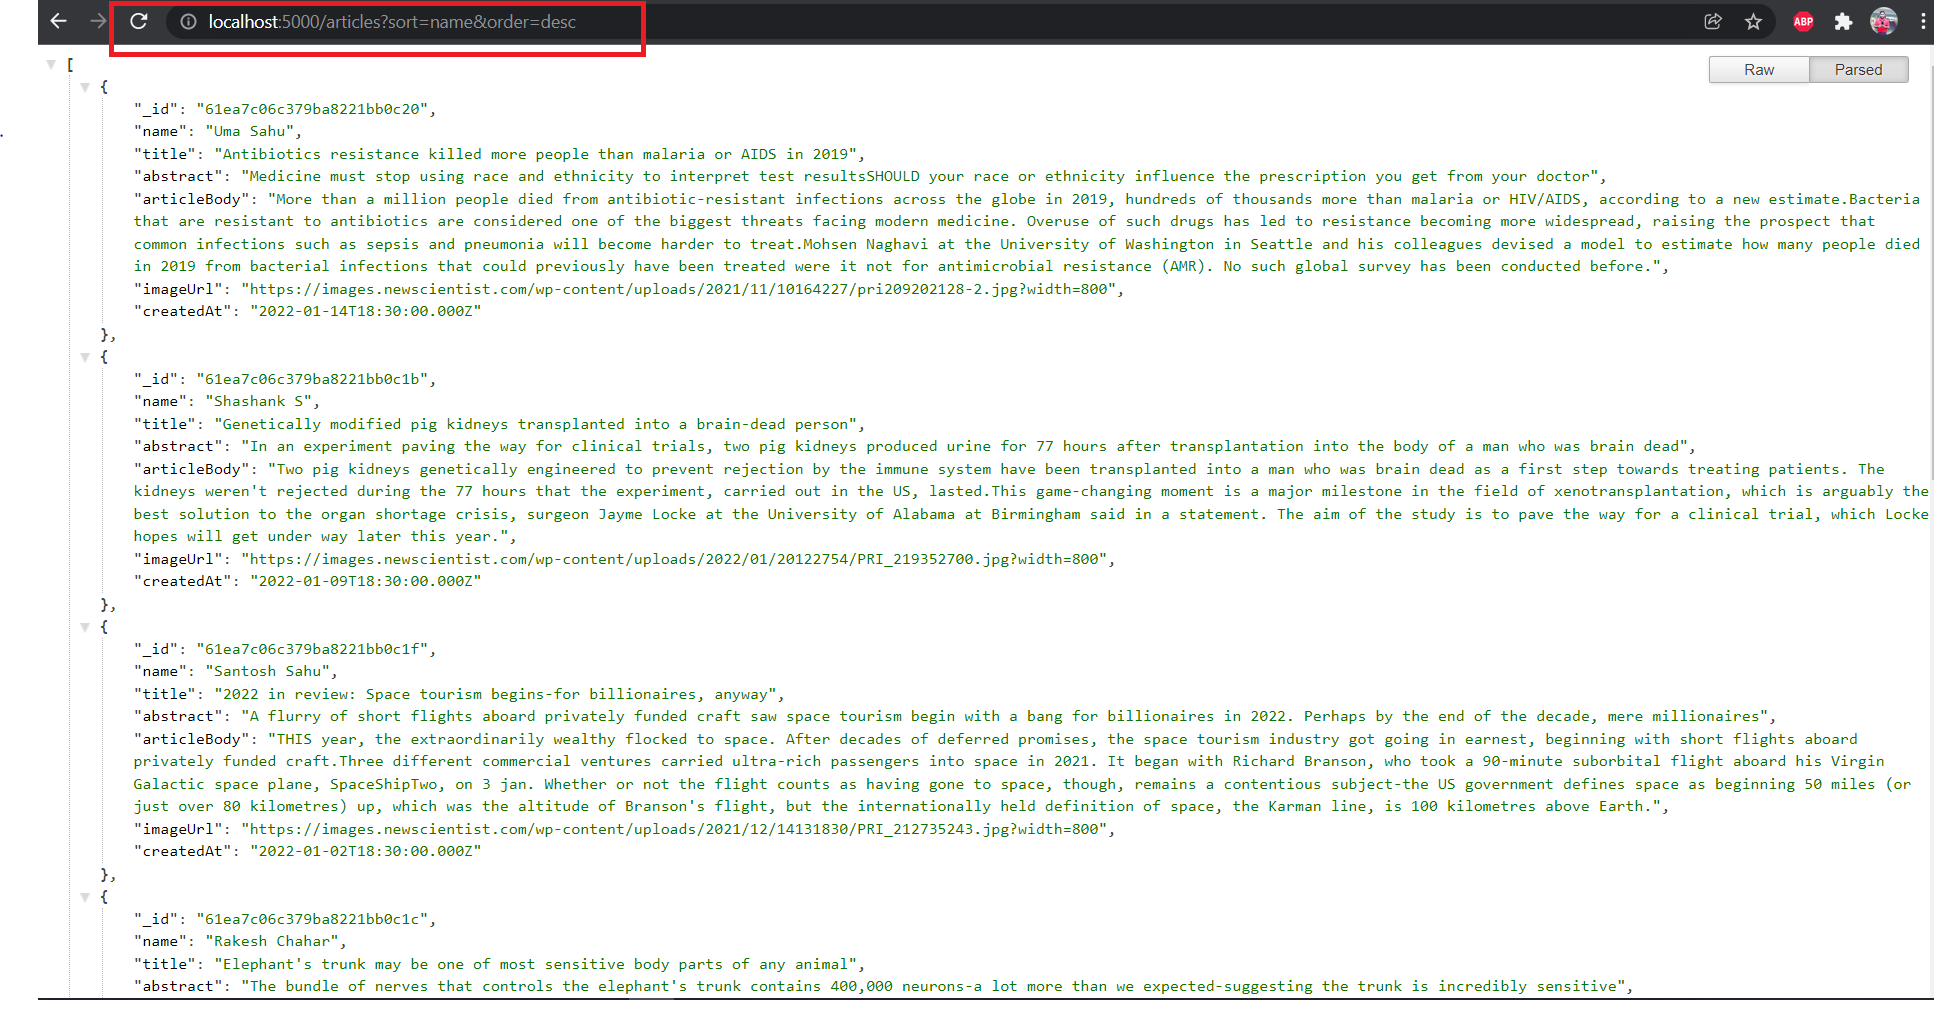 localhost:5000/articles?sort=name&order=desc
ABP
Raw Parsed
[
{
"_id": "61ea7c06c379ba8221bb0c20",
"name": "Uma Sahu",
"title": "Antibiotics resistance killed more people than malaria or AIDS in 2019",
"abstract": "Medicine must stop using race and ethnicity to interpret test resultsSHOULD your race or ethnicity influence the prescription you get from your doctor",
"articleBody": "More than a million people died from antibiotic-resistant infections across the globe in 2019, hundreds of thousands more than malaria or HIV/AIDS, according to a new estimate.Bacteria
that are resistant to antibiotics are considered one of the biggest threats facing modern medicine. Overuse of such drugs has led to resistance becoming more widespread, raising the prospect that
common infections such as sepsis and pneumonia will become harder to treat.Mohsen Naghavi at the University of Washington in Seattle and his colleagues devised a model to estimate how many people died
in 2019 from bacterial infections that could previously have been treated were it not for antimicrobial resistance (AMR). No such global survey has been conducted before.",
"imageUrl": "https://images.newscientist.com/wp-content/uploads/2021/11/10164227/pri209202128-2.jpg?width=800",
"createdAt": "2022-01-14T18:30:00.000Z"
},
{
"_id": "61ea7c06c379ba8221bb0c1b",
"name": "Shashank S",
"title": "Genetically modified pig kidneys transplanted into a brain-dead person",
"abstract": "In an experiment paving the way for clinical trials, two pig kidneys produced urine for 77 hours after transplantation into the body of a man who was brain dead",
"articleBody": "Two pig kidneys genetically engineered to prevent rejection by the immune system have been transplanted into a man who was brain dead as a first step towards treating patients. The
kidneys weren't rejected during the 77 hours that the experiment, carried out in the US, lasted.This game-changing moment is a major milestone in the field of xenotransplantation, which is arguably the
best solution to the organ shortage crisis, surgeon Jayme Locke at the University of Alabama at Birmingham said in a statement. The aim of the study is to pave the way for a clinical trial, which Locke
hopes will get under way later this year.",
"imageUrl": "https://images.newscientist.com/wp-content/uploads/2022/01/20122754/PRI_219352700.jpg?width=800",
"createdAt": "2022-01-09T18:30:00.000Z"
},
{
"_id": "61ea7c06c379ba8221bb0c1f",
"name": "Santosh Sahu",
"title": "2022 in review: Space tourism begins-for billionaires, anyway",
"abstract": "A flurry of short flights aboard privately funded craft saw space tourism begin with a bang for billionaires in 2022. Perhaps by the end of the decade, mere millionaires",
"articleBody": "THIS year, the extraordinarily wealthy flocked to space. After decades of deferred promises, the space tourism industry got going in earnest, beginning with short flights aboard
privately funded craft.Three different commercial ventures carried ultra-rich passengers into space in 2021. It began with Richard Branson, who took a 90-minute suborbital flight aboard his Virgin
Galactic space plane, SpaceShipTwo, on 3 jan. Whether or not the flight counts as having gone to space, though, remains a contentious subject-the US government defines space as beginning 50 miles (or
just over 80 kilometres) up, which was the altitude of Branson's flight, but the internationally held definition of space, the Karman line, is 100 kilometres above Earth.",
"imageUrl": "https://images.newscientist.com/wp-content/uploads/2021/12/14131830/PRI_212735243.jpg?width=800",
"createdAt": "2022-01-02T18:30:00.000Z"
},
{
"_id": "61ea7c06c379ba8221bb0c1c",
"name": "Rakesh Chahar",
"title": "Elephant's trunk may be one of most sensitive body parts of any animal",
"abstract": "The bundle of nerves that controls the elephant's trunk contains 400,000 neurons-a lot more than we expected-suggesting the trunk is incredibly sensitive",